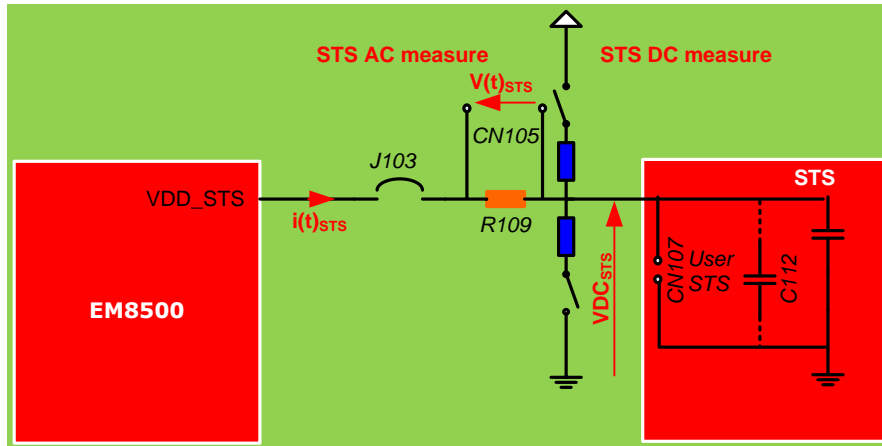 STS AC measure
STS DC measure
V(t)STS
CN105
J103
STS
VDD_STS
i(t)STS
R109
VDCSTS
CN107
User
STS
C112
EM8500